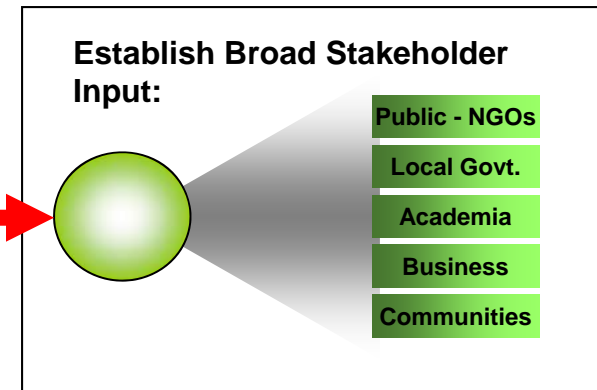 Establish Broad Stakeholder
Input:
Public - NGOs
Local Govt.
Academia
Business
Communities